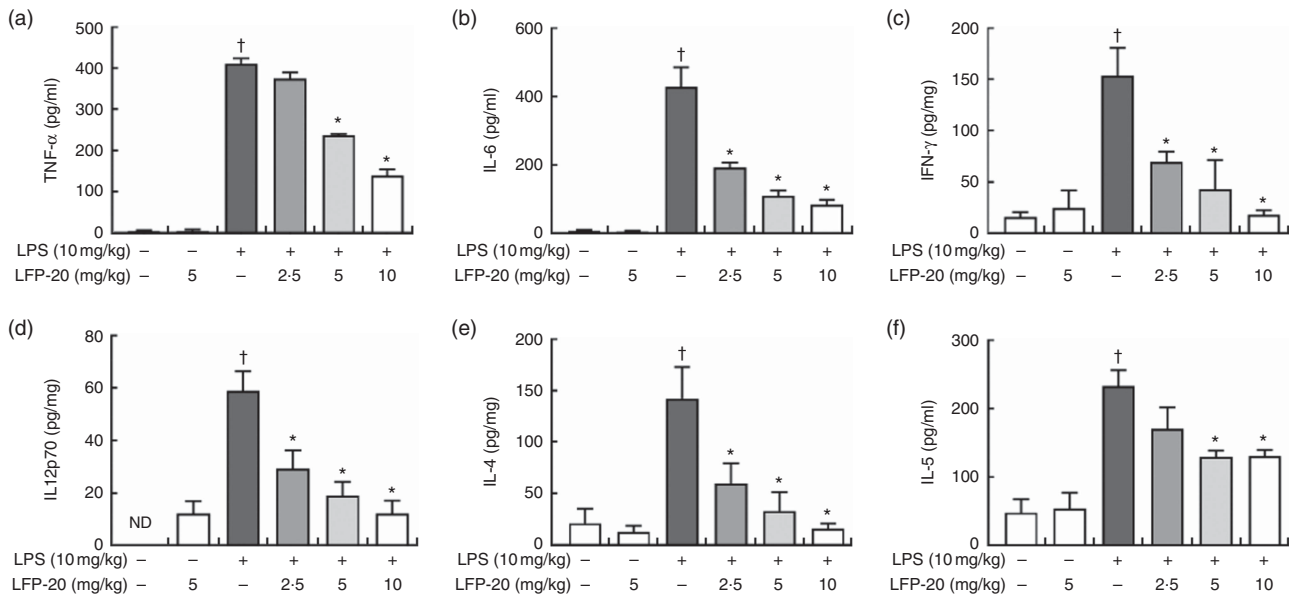 (a)
500
400
300
200
100
0
TNF-α (pg/ml)
†
*
*
LPS (10 mg/kg) – – + + + +
LFP-20 (mg/kg) – 5 – 2·5 5 10
(b)
600
400
200
0
IL-6 (pg/ml)
†
*
*
*
LPS (10 mg/kg) – – + + + +
LFP-20 (mg/kg) – 5 – 2·5 5 10
(c)
200
150
100
50
0
IFN-γ (pg/mg)
†
*
*
*
LPS (10 mg/kg) – – + + + +
LFP-20 (mg/kg) – 5 – 2·5 5 10
(d)
80
60
40
20
0
IL12p70 (pg/mg)
ND
†
*
*
*
LPS (10 mg/kg) – – + + + +
LFP-20 (mg/kg) – 5 – 2·5 5 10
(e)
200
150
100
50
0
IL-4 (pg/mg)
†
*
*
*
LPS (10 mg/kg) – – + + + +
LFP-20 (mg/kg) – 5 – 2·5 5 10
(f)
300
200
100
0
IL-5 (pg/ml)
†
*
*
LPS (10 mg/kg) – – + + + +
LFP-20 (mg/kg) – 5 – 2·5 5 10